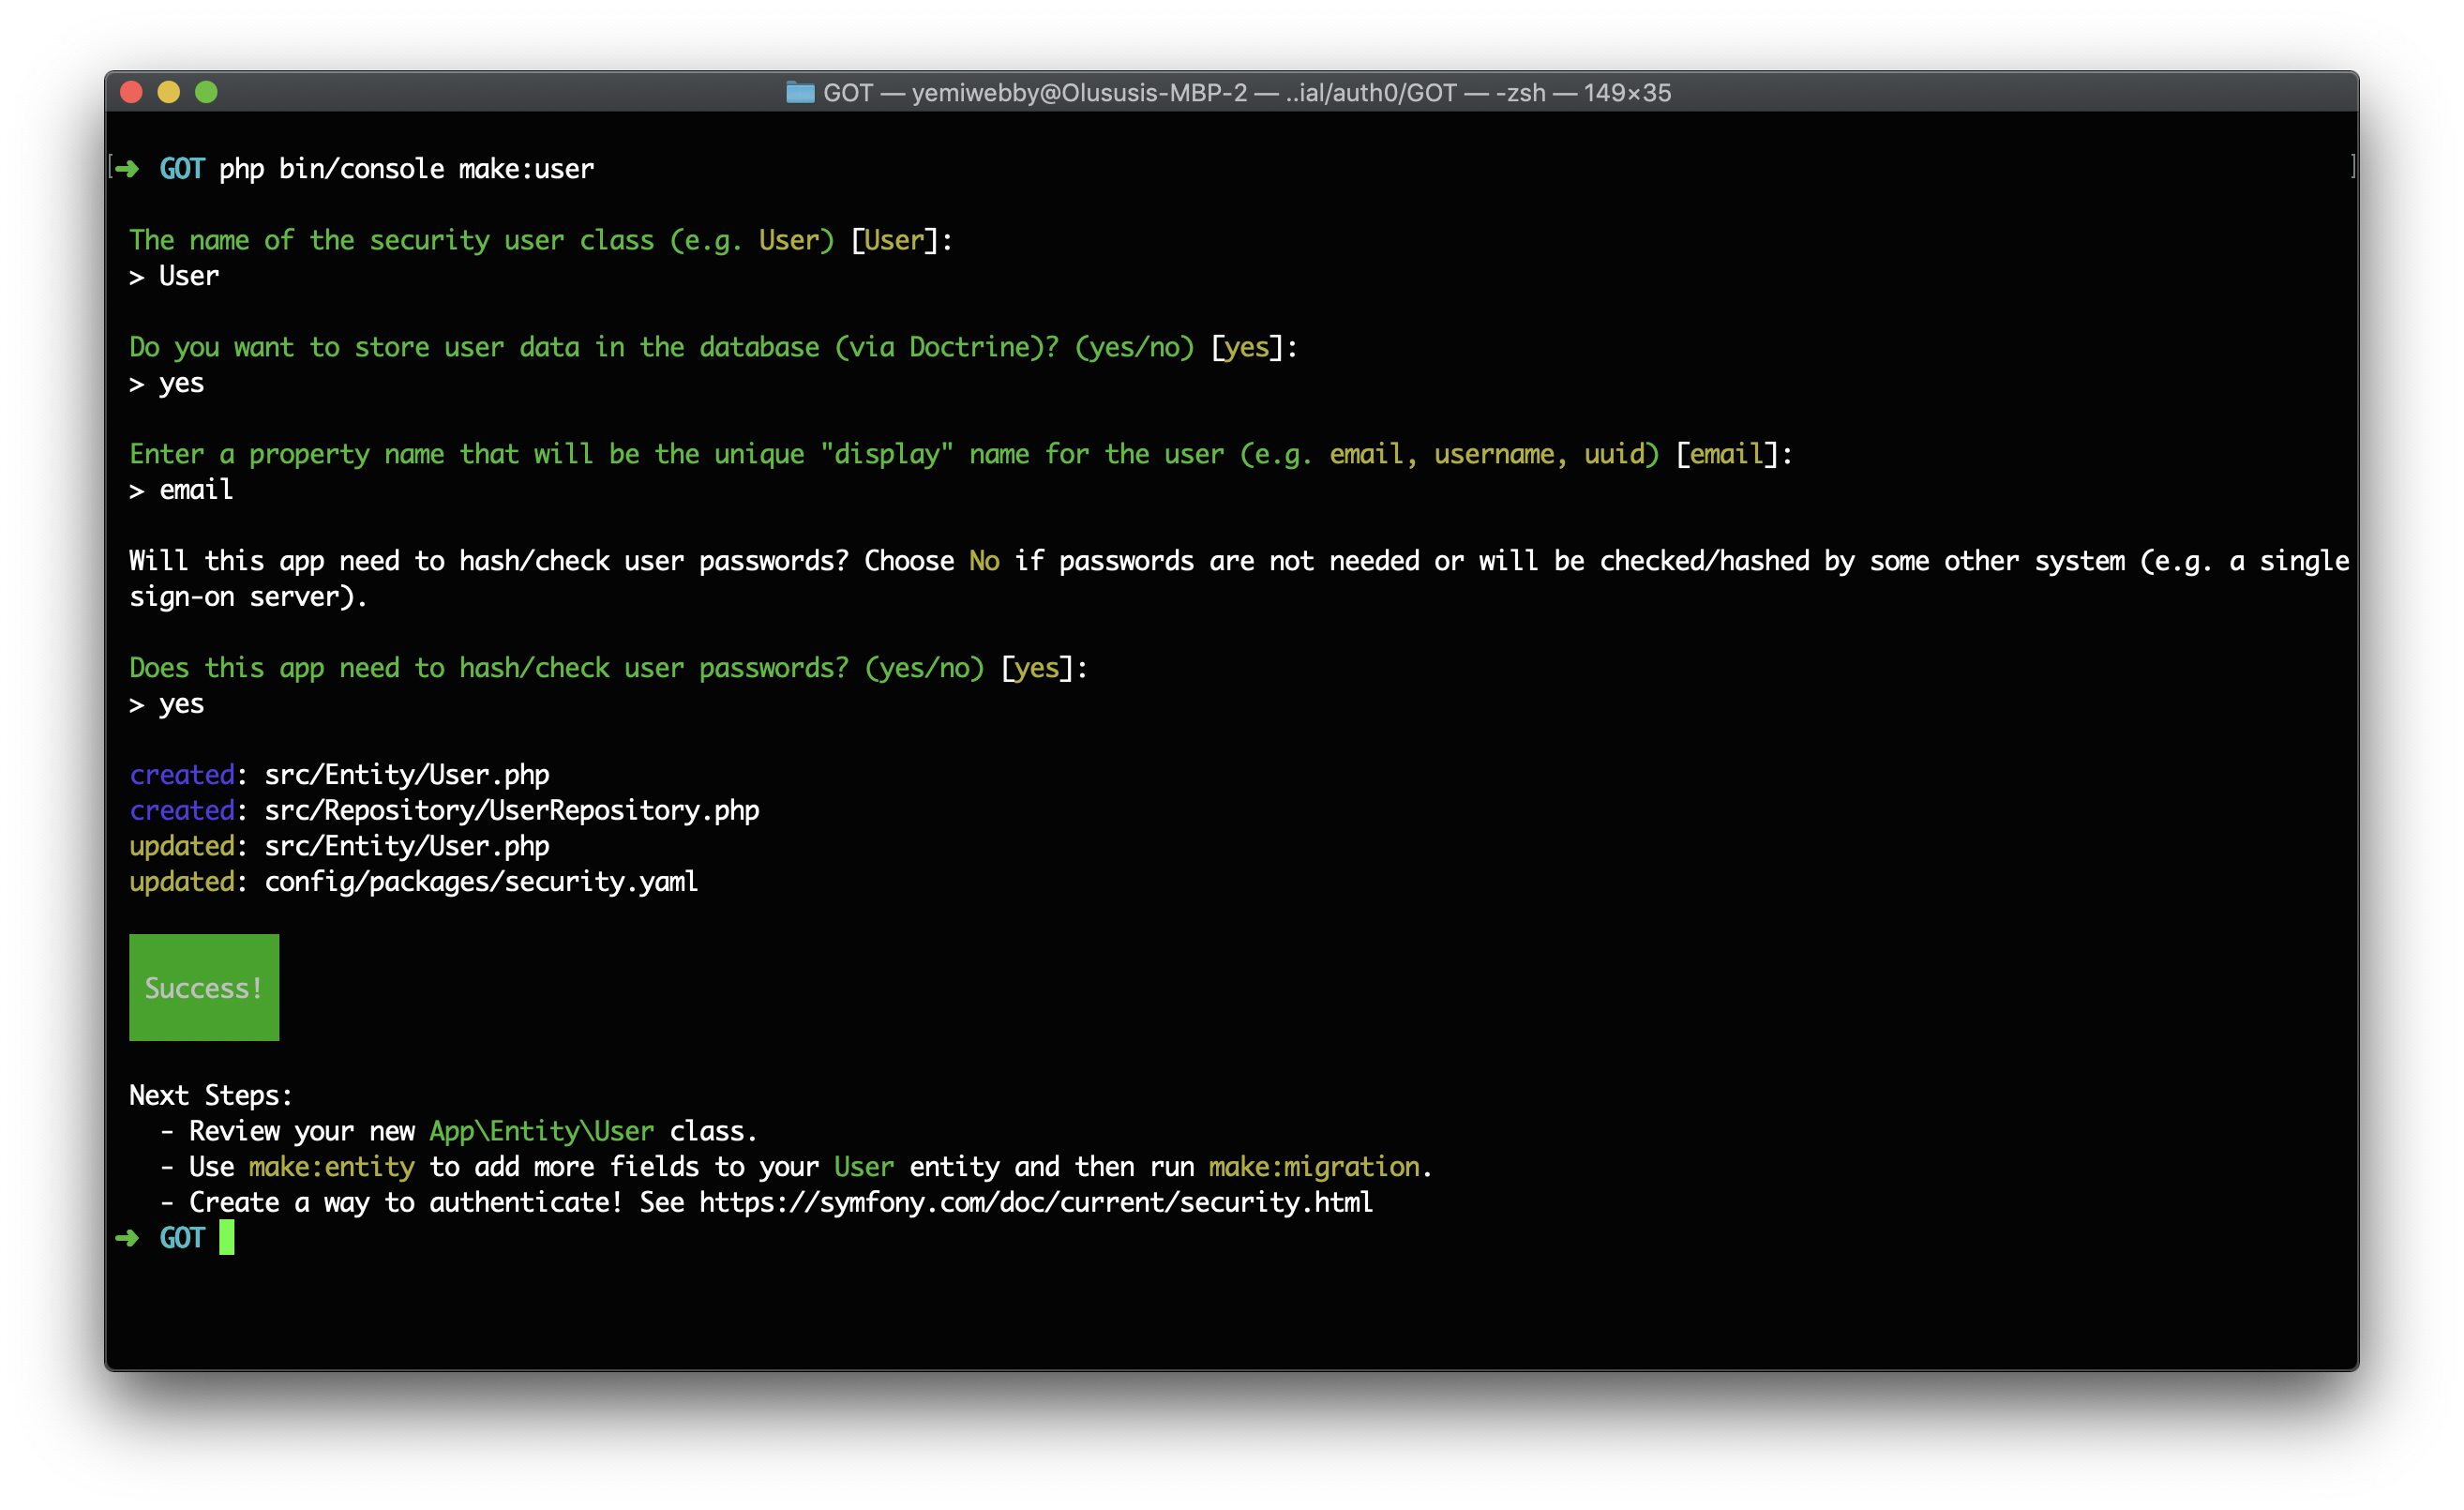 GOT — yemiwebby@Olususis-MBP-2 — ..ial/auth0/GOT — -zsh — 149×35
[➜ GOT php bin/console make:user ]
The name of the security user class (e.g. User) [User]:
> User
Do you want to store user data in the database (via Doctrine)? (yes/no) [yes]:
> yes
Enter a property name that will be the unique "display" name for the user (e.g. email, username, uuid) [email]:
> email
Will this app need to hash/check user passwords? Choose No if passwords are not needed or will be checked/hashed by some other system (e.g. a single
sign-on server).
Does this app need to hash/check user passwords? (yes/no) [yes]:
> yes
created: src/Entity/User.php
created: src/Repository/UserRepository.php
updated: src/Entity/User.php
updated: config/packages/security.yaml
Success!
Next Steps:
- Review your new App\Entity\User class.
- Use make:entity to add more fields to your User entity and then run make:migration.
- Create a way to authenticate! See https://symfony.com/doc/current/security.html
➜ GOT